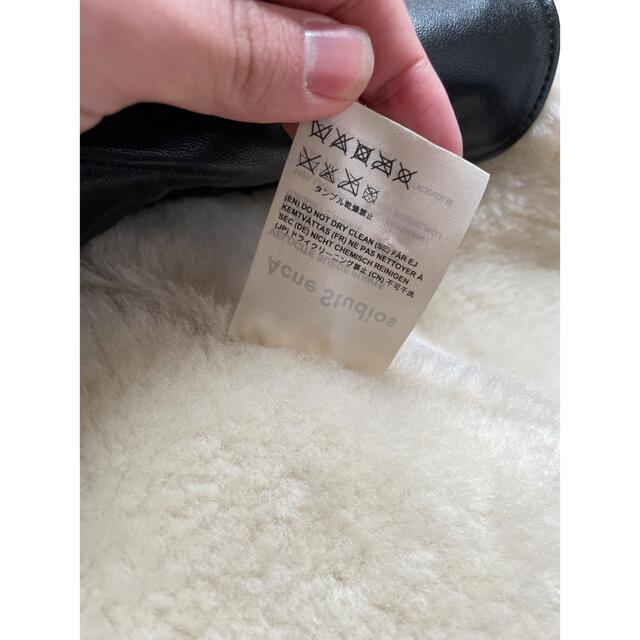 タンブル乾燥禁止
(EN) DO NOT DRY CLEAN (SE) FÅR EJ
KEMTVÄTTAS (FR) NE PAS NETTOYER À
SEC (DE) NICHT CHEMISCH REINIGEN
(JP) ドライクリーニング禁止 (CN) 不可干洗
Acne Studios